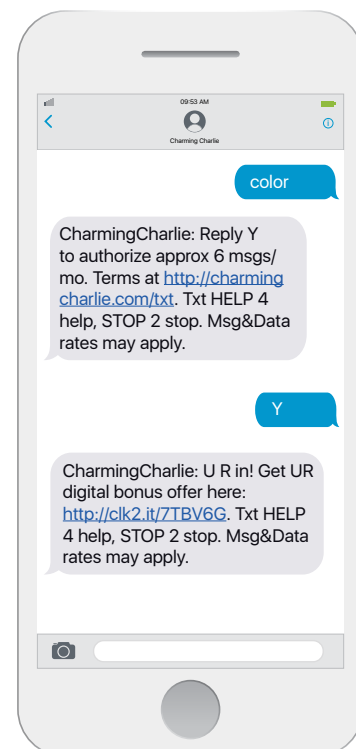 09:53 AM
Charming Charlie
color
CharmingCharlie: Reply Y
to authorize approx 6 msgs/
mo. Terms at http://charming
charlie.com/txt. Txt HELP 4
help, STOP 2 stop. Msg&Data
rates may apply.
Y
CharmingCharlie: U R in! Get UR
digital bonus offer here:
http://clk2.it/7TBV6G. Txt HELP
4 help, STOP 2 stop. Msg&Data
rates may apply.